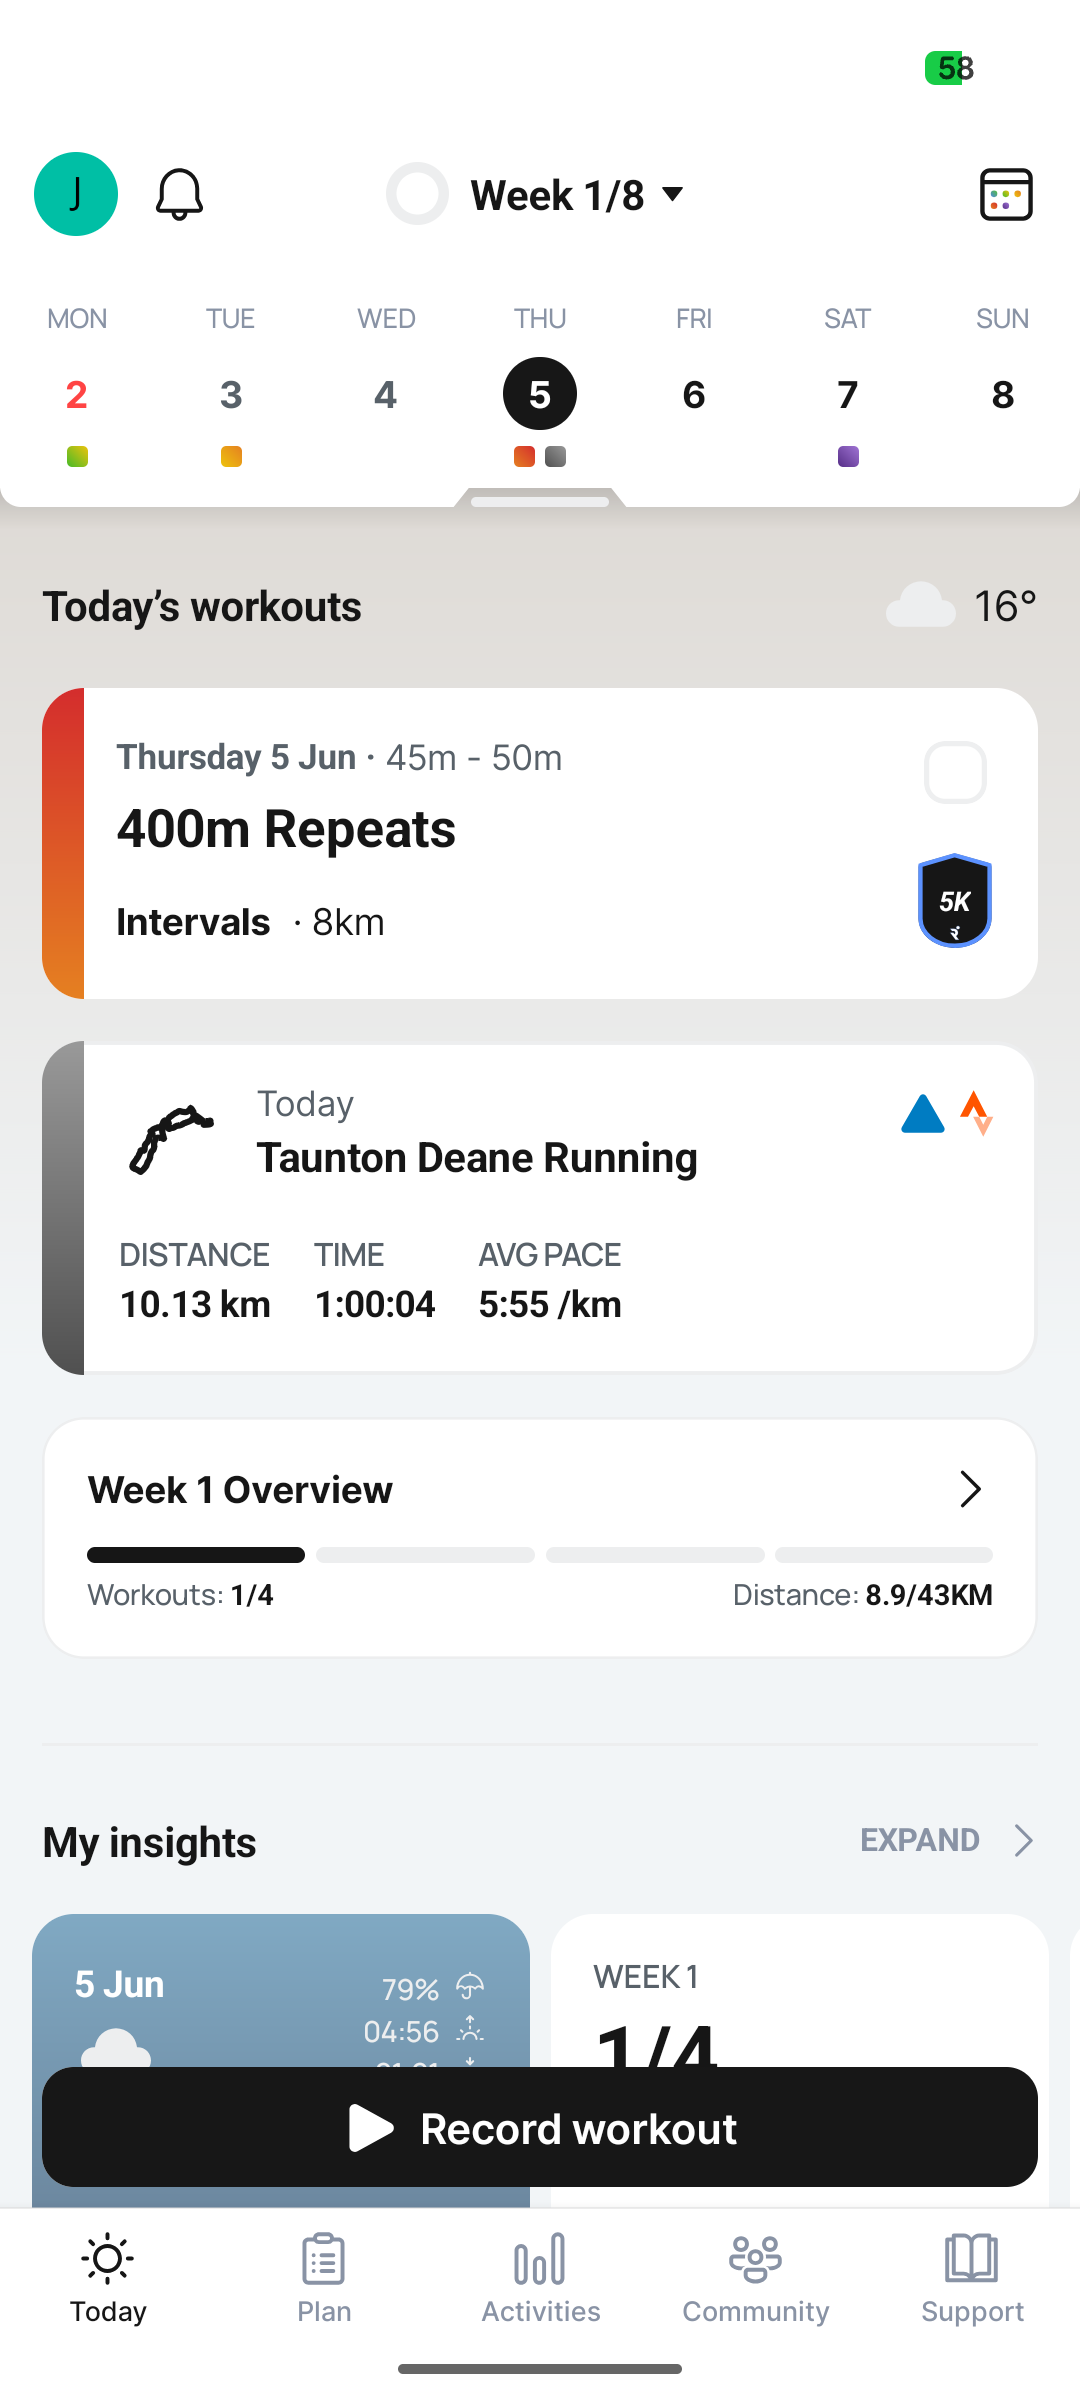 58
J
Week 1/8
MON TUE WED THU FRI SAT SUN
2 3 4 5 6 7 8
Today’s workouts
16°
Thursday 5 Jun · 45m - 50m
400m Repeats
Intervals · 8km
5K
Today
Taunton Deane Running
DISTANCE TIME AVG PACE
10.13 km 1:00:04 5:55 /km
Week 1 Overview
Workouts: 1/4 Distance: 8.9/43KM
My insights
EXPAND
5 Jun
79%
04:56
WEEK 1
1/4
Record workout
Today Plan Activities Community Support